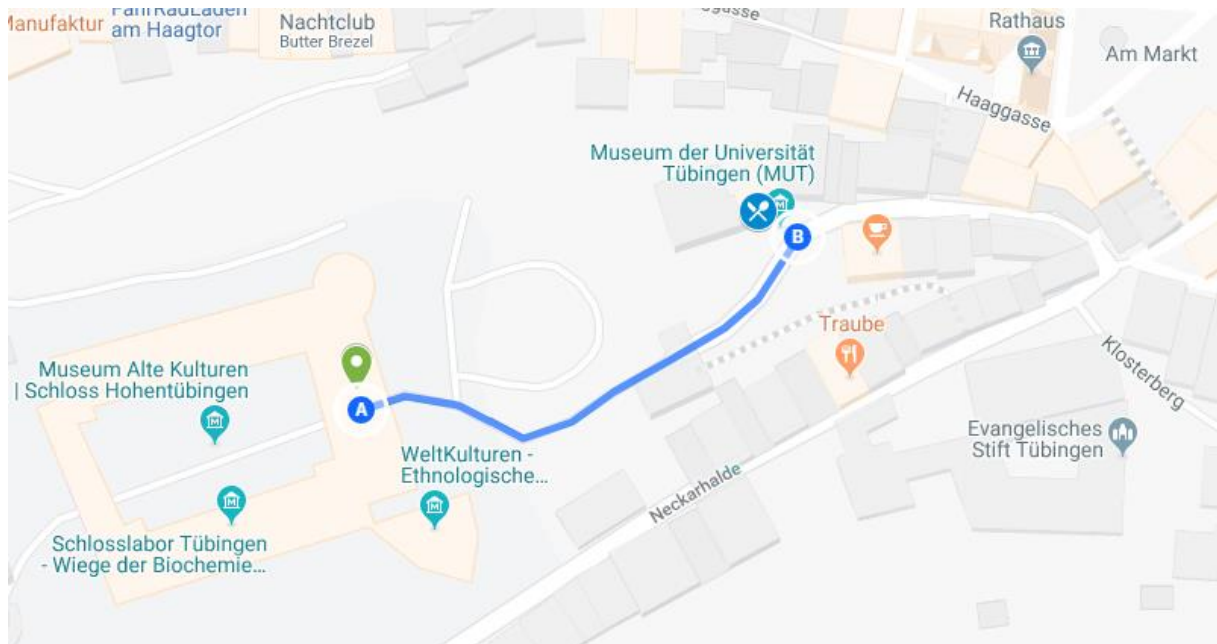 Manufaktur
FahrRadLaden
am Haagtor
Nachtclub
Butter Brezel
Haaggasse
Rathaus
Am Markt
Museum der Universität
Tübingen (MUT)
B
Traube
Museum Alte Kulturen
| Schloss Hohentübingen
A
WeltKulturen -
Ethnologische...
Schlosslabor Tübingen
- Wiege der Biochemie...
Neckarhalde
Evangelisches
Stift Tübingen
Klosterberg